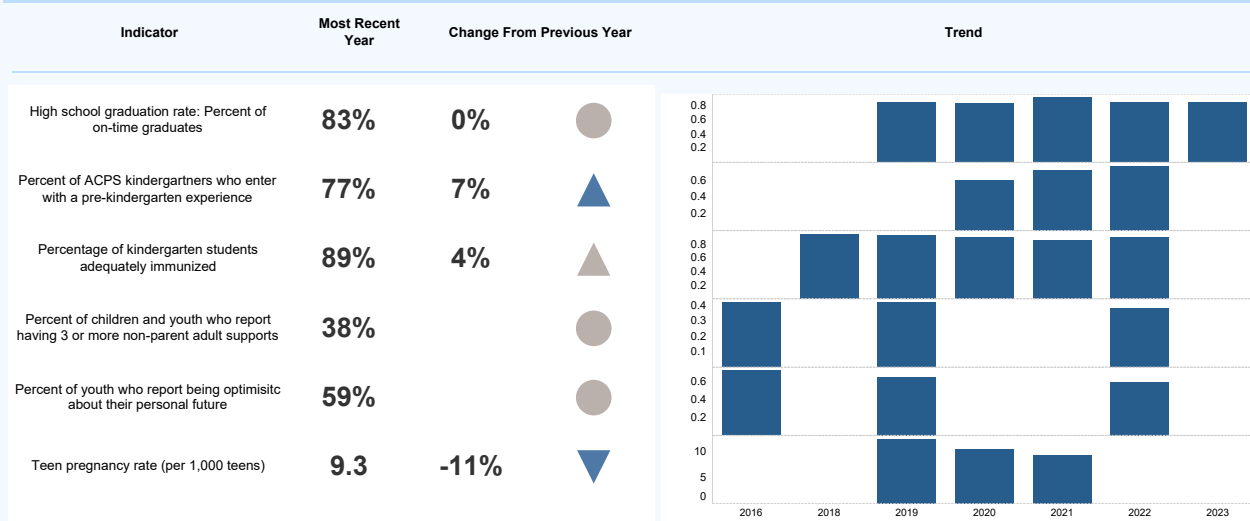 Indicator
Most Recent
Year
Change From Previous Year
Trend
High school graduation rate: Percent of
on-time graduates
83%
0%
0.8
0.6
0.4
0.2
Percent of ACPS kindergartners who enter
with a pre-kindergarten experience
77%
7%
0.6
0.4
0.2
Percentage of kindergarten students
adequately immunized
89%
4%
0.8
0.6
0.4
0.2
Percent of children and youth who report
having 3 or more non-parent adult supports
38%
0.4
0.3
0.2
0.1
Percent of youth who report being optimisitc
about their personal future
59%
0.6
0.4
0.2
Teen pregnancy rate (per 1,000 teens)
9.3
-11%
10
5
0
2016
2018
2019
2020
2021
2022
2023